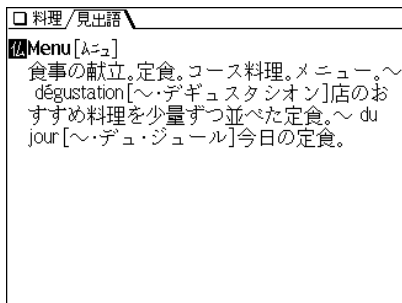 料理/見出語
仏Menu[ムニュ]
食事の献立。定食。コース料理。メニュー。～
dégustation[～・デギュスタシオン]店のお
すすめ料理を少量ずつ並べた定食。～ du
jour[～・デュ・ジュール]今日の定食。